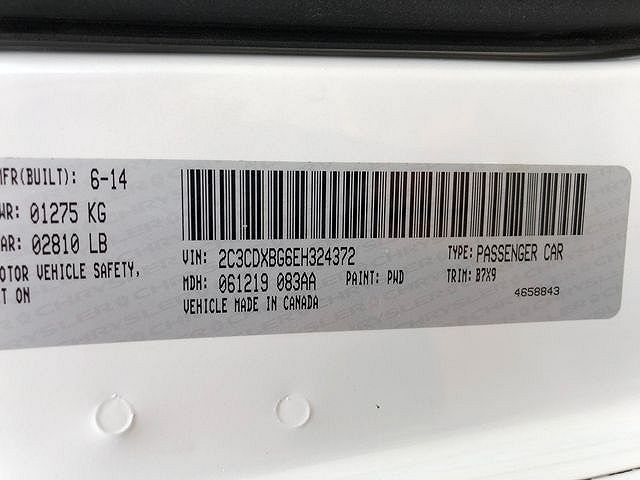 MFR(BUILT): 6-14
WR: 01275 KG
AR: 02810 LB
OTOR VEHICLE SAFETY,
T ON
VIN: 2C3CDXBG6EH324372
TYPE: PASSENGER CAR
MDH: 061219 083AA
PAINT: PWD
TRIM: B7X9
VEHICLE MADE IN CANADA
4658843